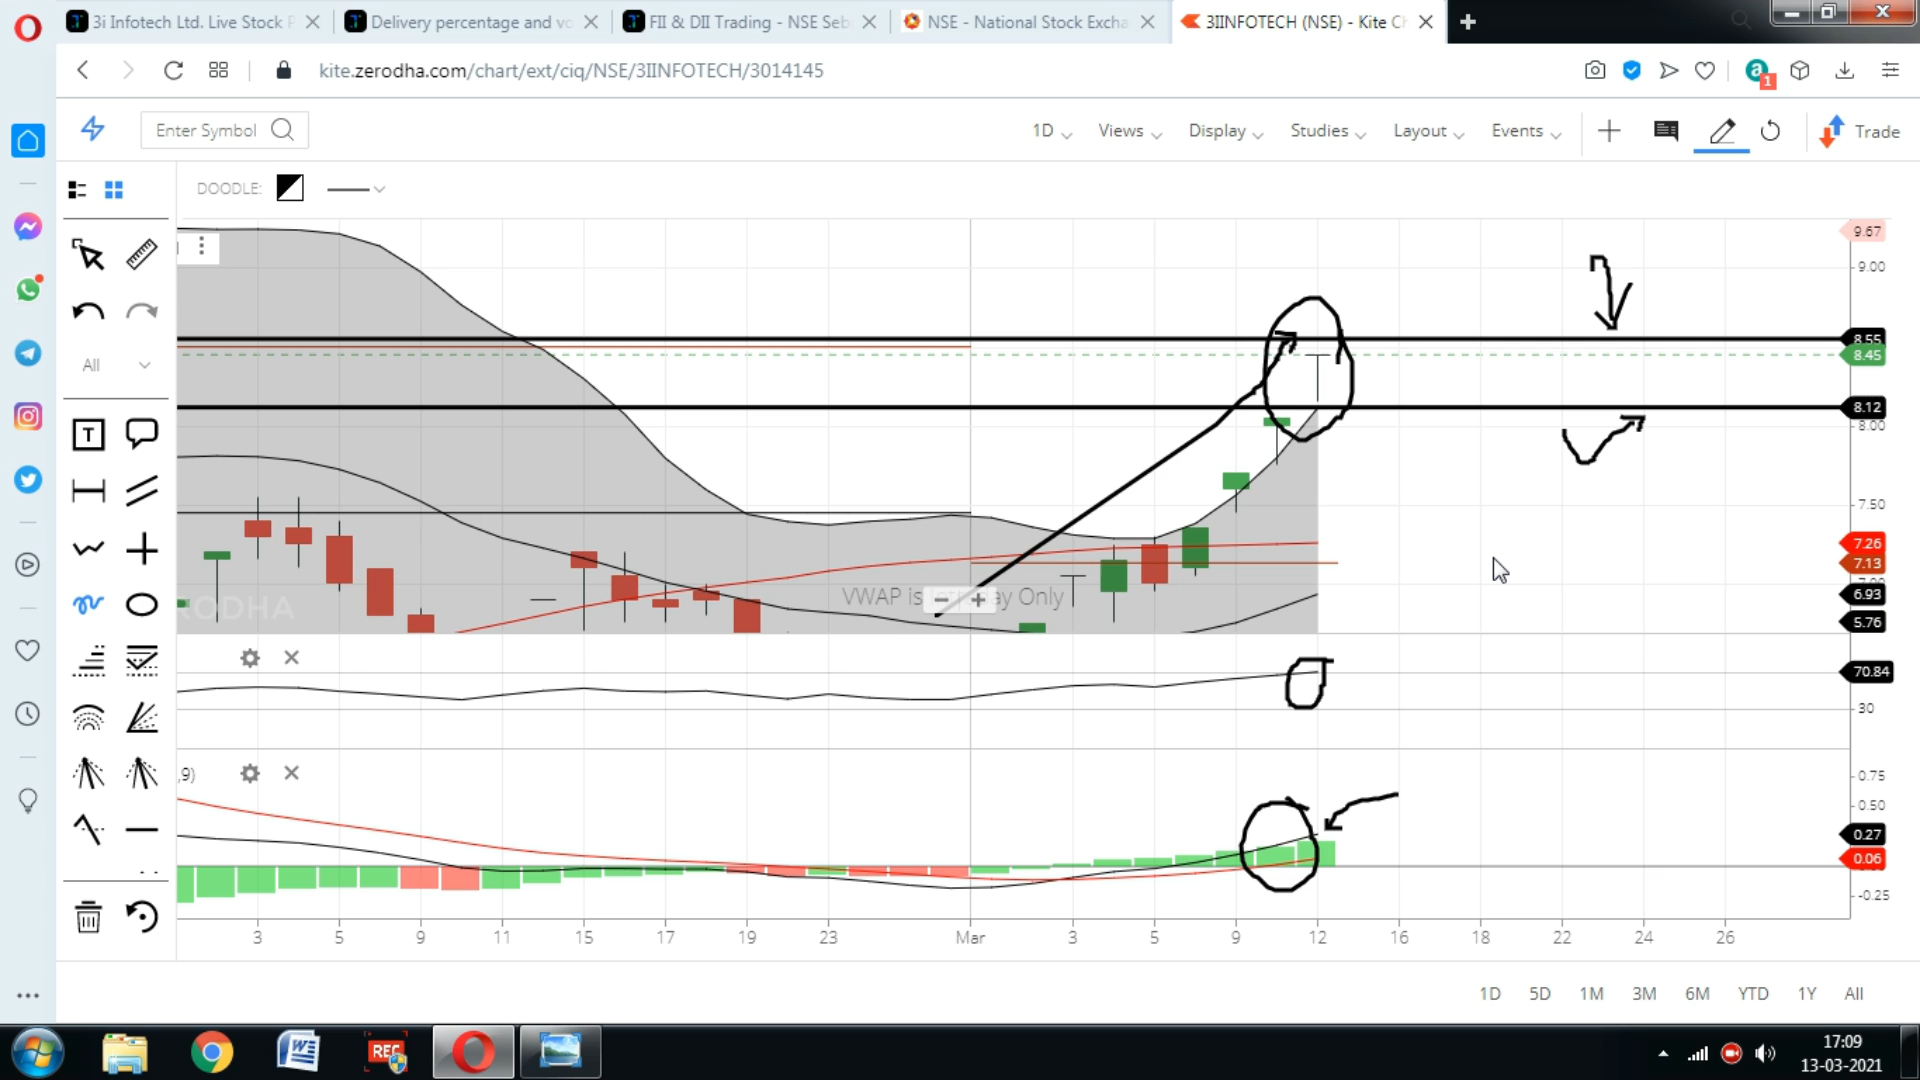 3i Infotech Ltd. Live Stock P
Delivery percentage and vo
FII & DII Trading - NSE Seb
NSE - National Stock Excha
3IINFOTECH (NSE) - Kite Ch
kite.zerodha.com/chart/ext/ciq/NSE/3IINFOTECH/3014145
1
Enter Symbol
1D Views Display Studies Layout Events Trade
DOODLE:
All
T
9.67
9.00
8.55
8.45
8.12
8.00
7.50
7.26
7.13
6.93
5.76
RODHA
VWAP is Intraday Only
70.84
30
,9)
0.75
0.50
0.27
0.06
-0.25
3 5 9 11 15 17 19 23 Mar 3 5 9 12 16 18 22 24 26
1D 5D 1M 3M 6M YTD 1Y All
REC
17:09
13-03-2021